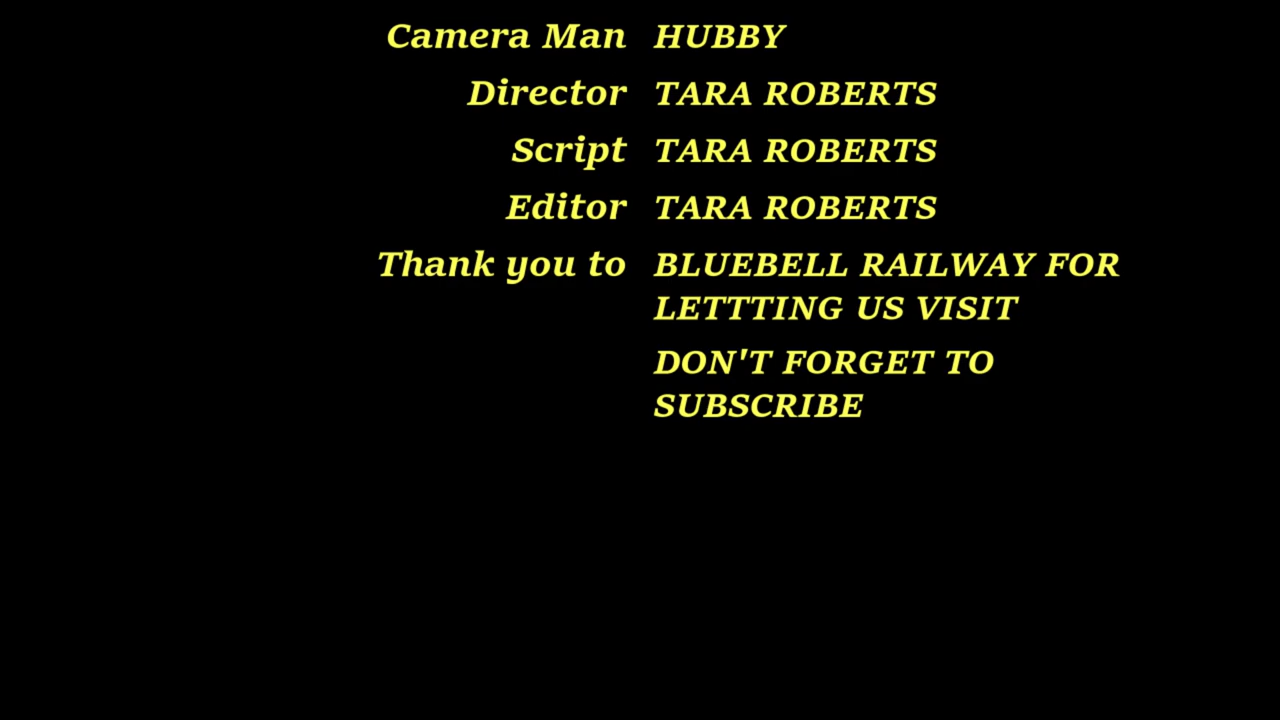 Camera Man HUBBY
Director TARA ROBERTS
Script TARA ROBERTS
Editor TARA ROBERTS
Thank you to BLUEBELL RAILWAY FOR
LETTTING US VISIT
DON'T FORGET TO
SUBSCRIBE